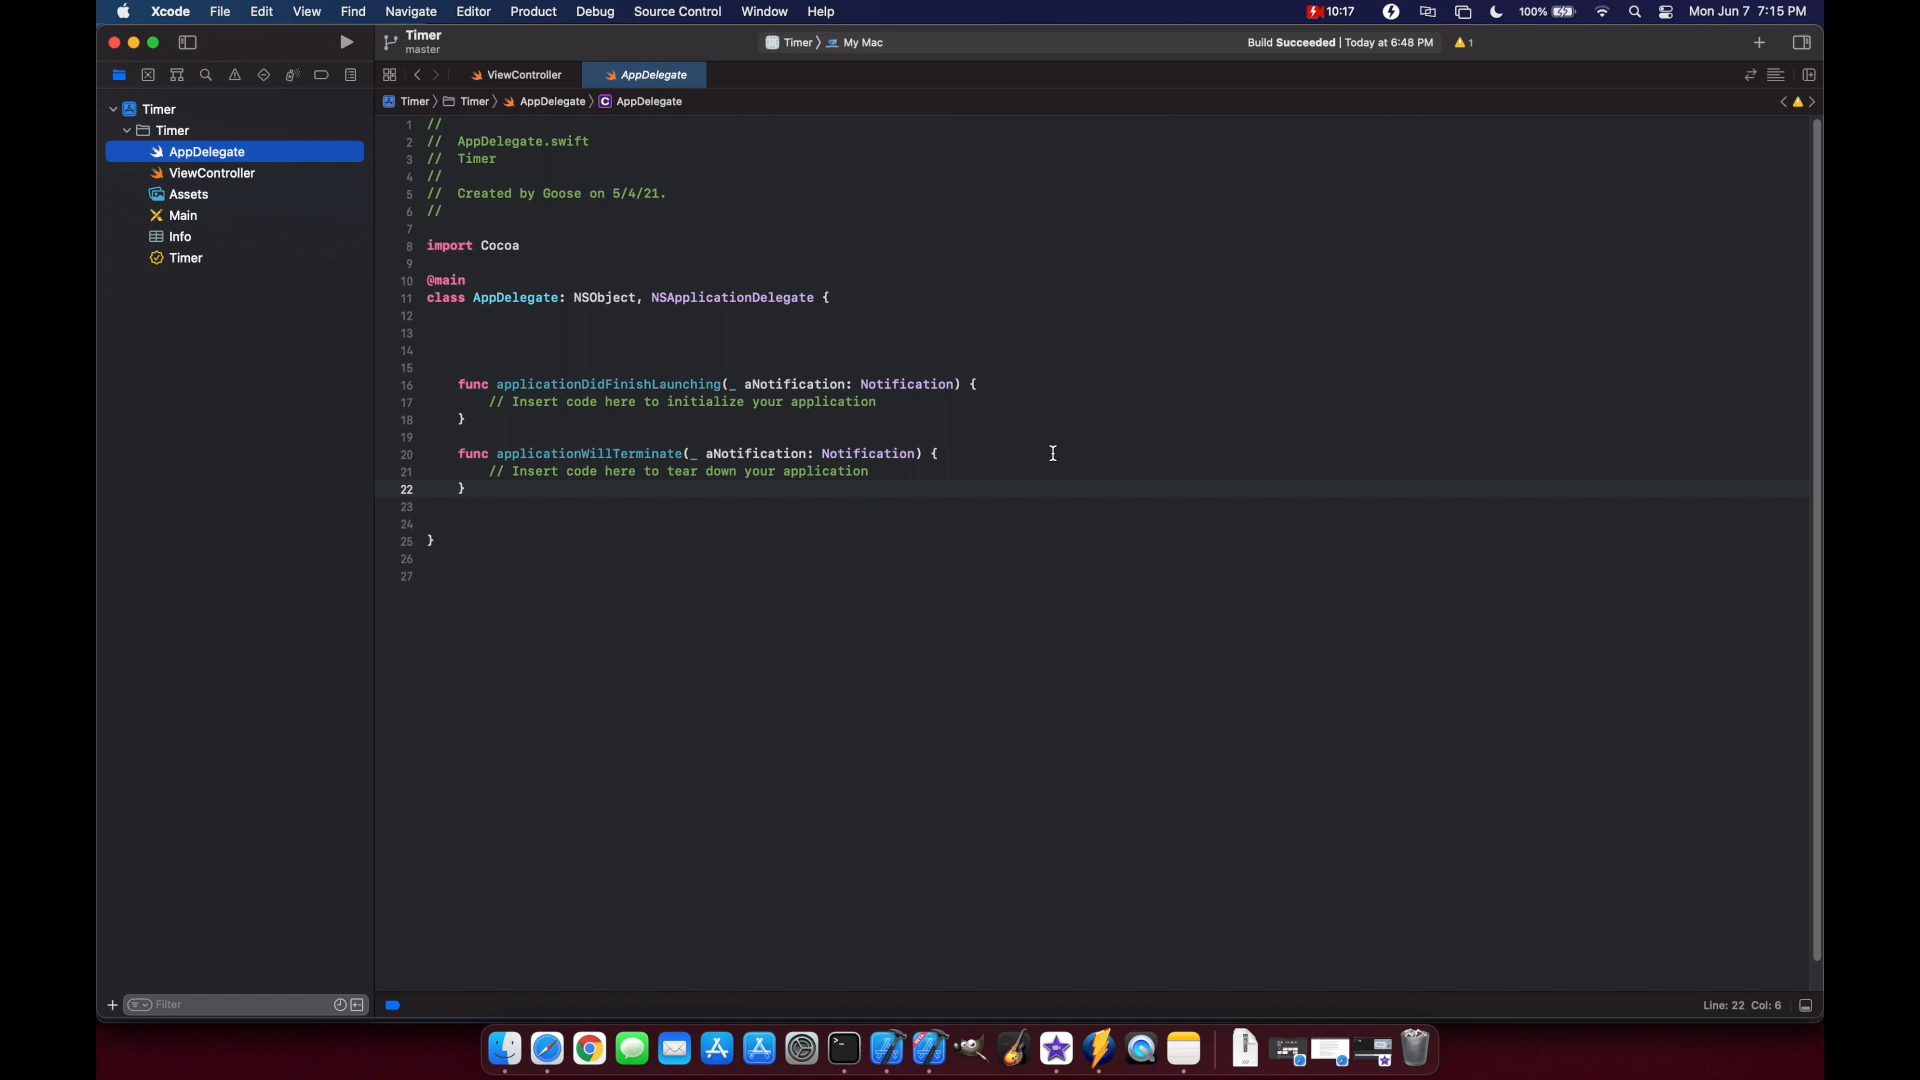 Xcode File Edit View Find Navigate Editor Product Debug Source Control Window Help 10:17 100% Mon Jun 7 7:15 PM
Timer
master
Timer My Mac Build Succeeded | Today at 6:48 PM 1
ViewController AppDelegate
Timer Timer AppDelegate C AppDelegate
Timer
Timer
AppDelegate
ViewController
Assets
Main
Info
Timer
1 //
2 // AppDelegate.swift
3 // Timer
4 //
5 // Created by Goose on 5/4/21.
6 //
7
8 import Cocoa
9
10 @main
11 class AppDelegate: NSObject, NSApplicationDelegate {
12
13
14
15
16 func applicationDidFinishLaunching(_ aNotification: Notification) {
17 // Insert code here to initialize your application
18 }
19
20 func applicationWillTerminate(_ aNotification: Notification) {
21 // Insert code here to tear down your application
22 }
23
24
25 }
26
27
Filter
Line: 22 Col: 6